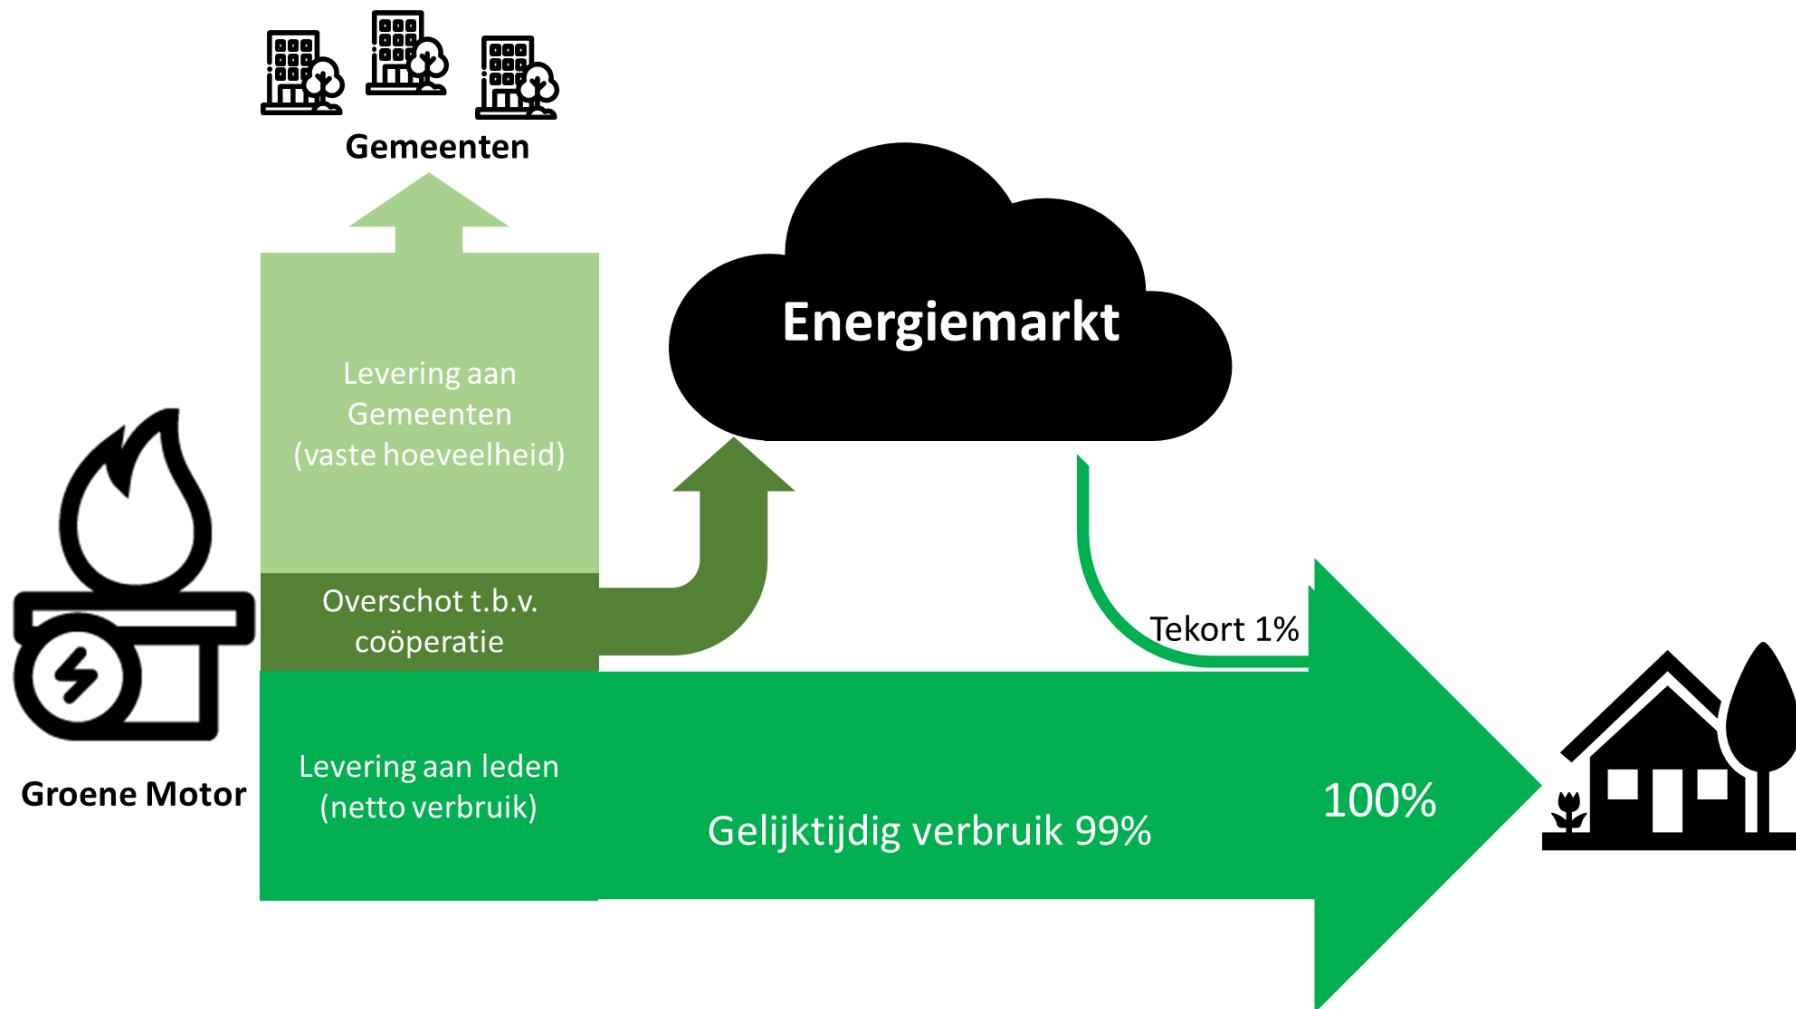 Gemeenten
Energiemarkt
Levering aan
Gemeenten
(vaste hoeveelheid)
Overschot t.b.v.
coöperatie
Tekort 1%
Groene Motor
Levering aan leden
(netto verbruik)
Gelijktijdig verbruik 99%
100%